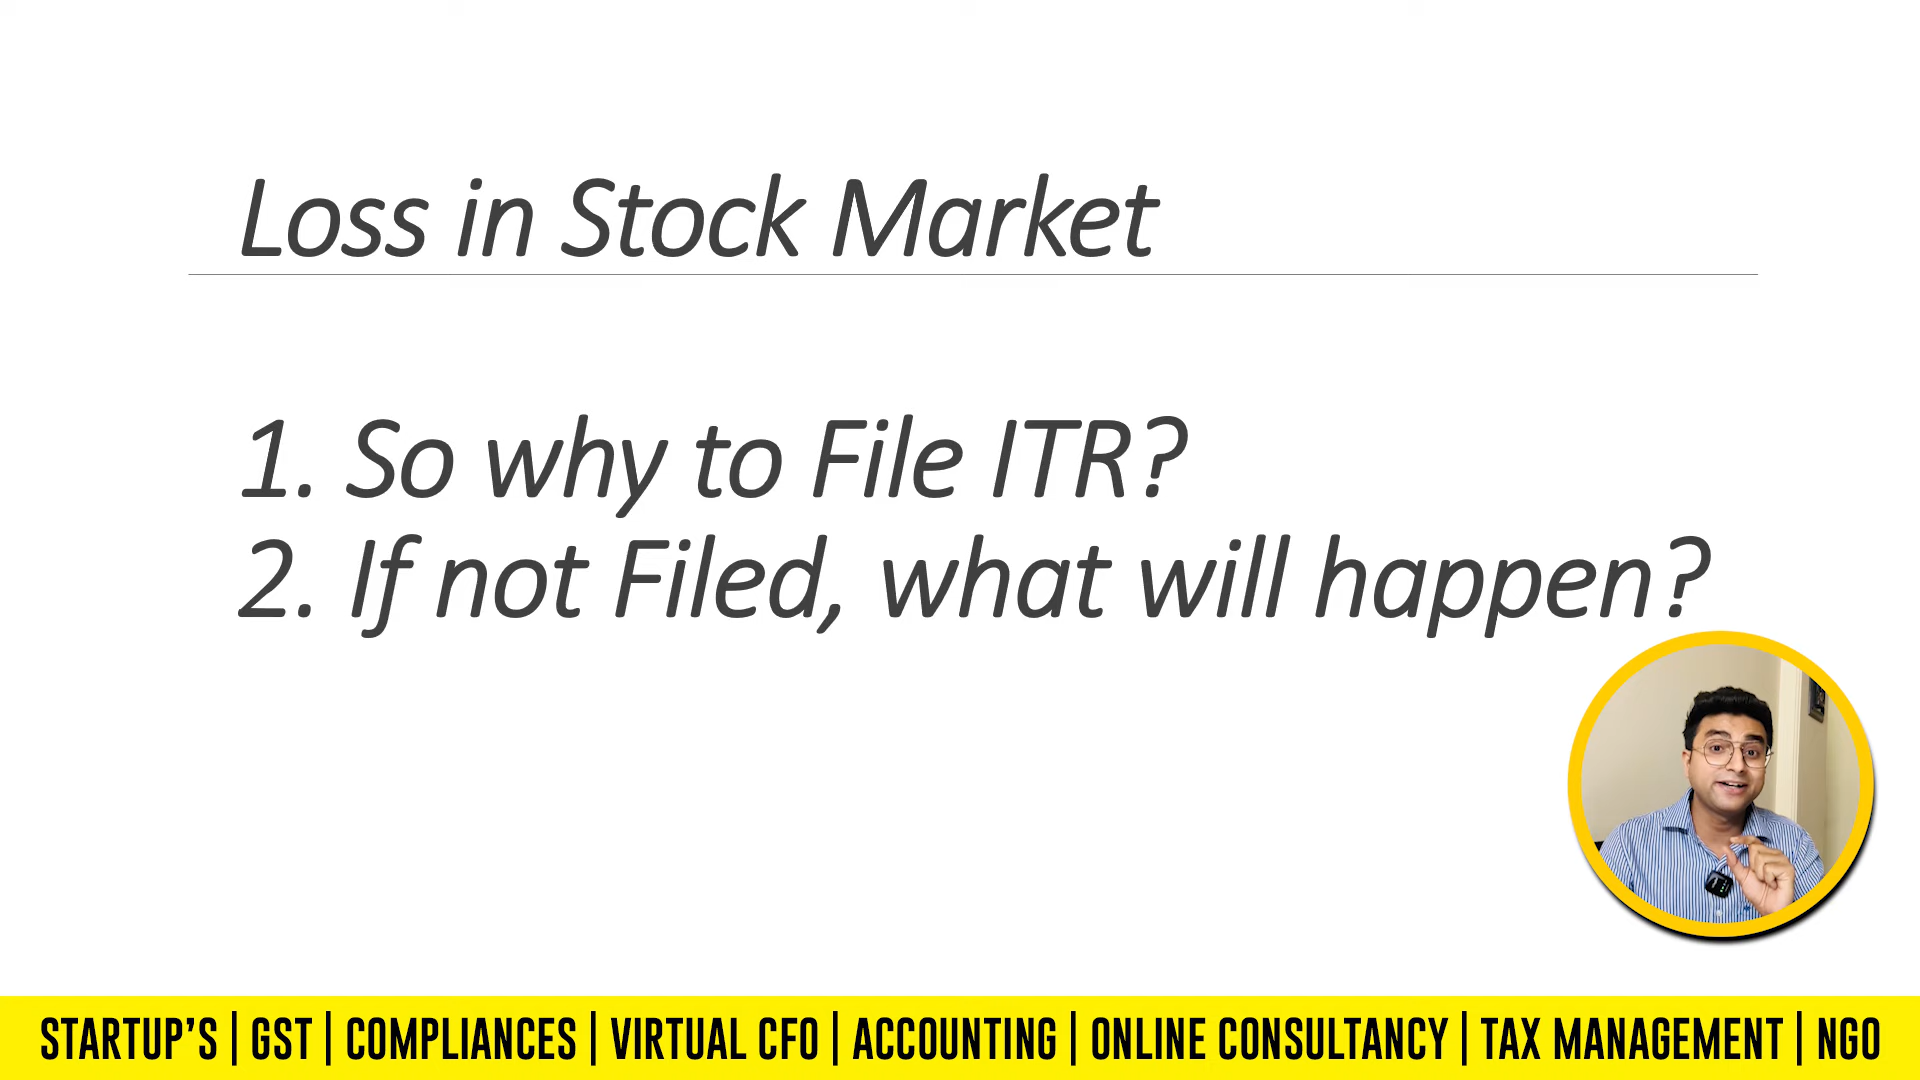 Loss in Stock Market
1. So why to File ITR?
2. If not Filed, what will happen?
STARTUP'S | GST | COMPLIANCES | VIRTUAL CFO | ACCOUNTING | ONLINE CONSULTANCY | TAX MANAGEMENT | NGO